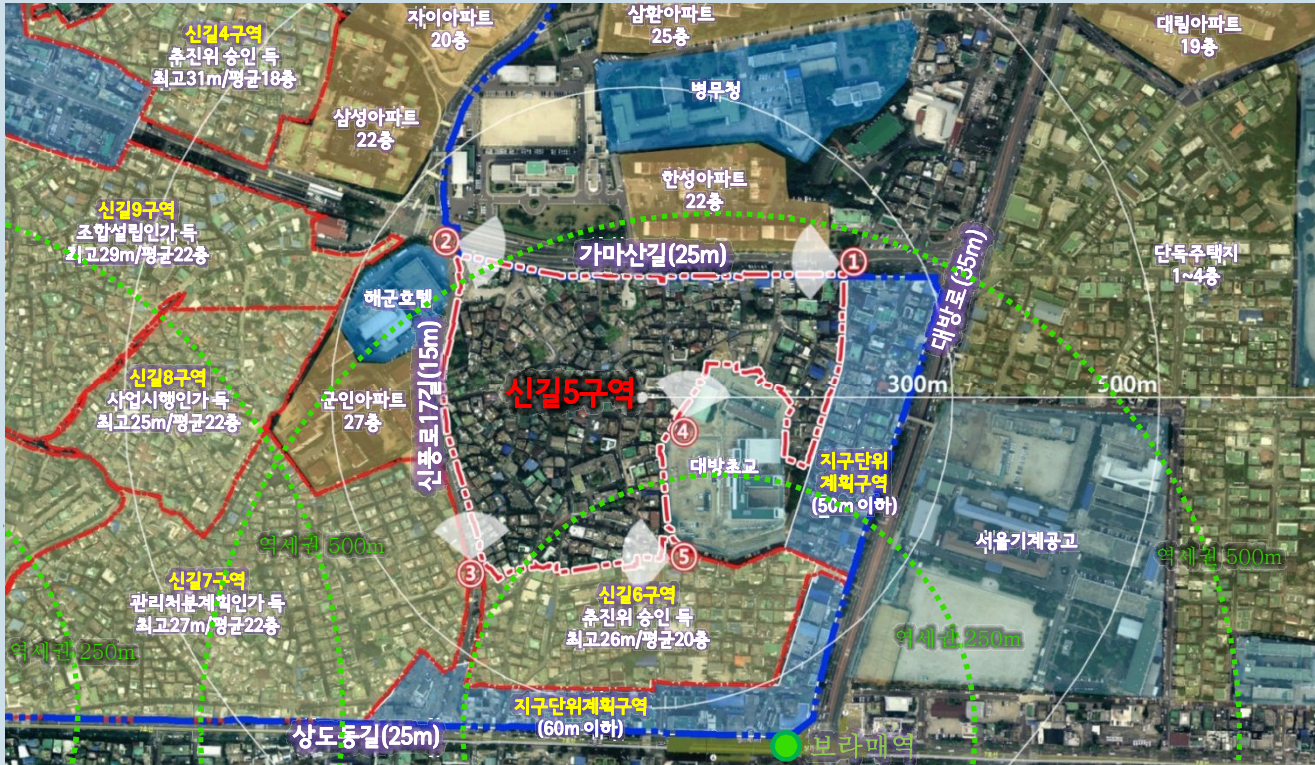 신길4구역
추진위 승인 득
최고31m/평균18층
자이아파트
20층
삼환아파트
25층
대림아파트
19층
삼성아파트
22층
병무청
한성아파트
22층
신길9구역
조합설립인가 득
최고29m/평균22층
②
가마산길(25m)
①
대방로(35m)
단독주택지
1~4층
해군호텔
신길8구역
사업시행인가 득
최고25m/평균22층
군인아파트
27층
신풍로17길(15m)
신길5구역
300m
500m
④
대방초교
지구단위
계획구역
(50m 이하)
역세권 500m
서울기계공고
역세권 500m
③
⑤
신길7구역
관리처분계획인가 득
최고27m/평균22층
신길6구역
추진위 승인 득
최고26m/평균20층
역세권 250m
역세권 250m
지구단위계획구역
(60m 이하)
상도동길(25m)
보라매역